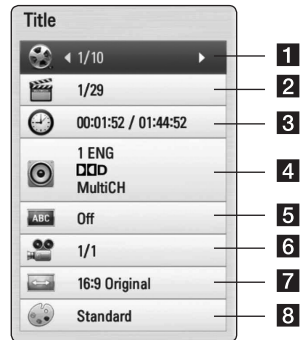 Title
1/10
1
1/29
2
00:01:52 / 01:44:52
3
1 ENG
DD D
MultiCH
4
ABC
Off
5
1/1
6
16:9 Original
7
Standard
8